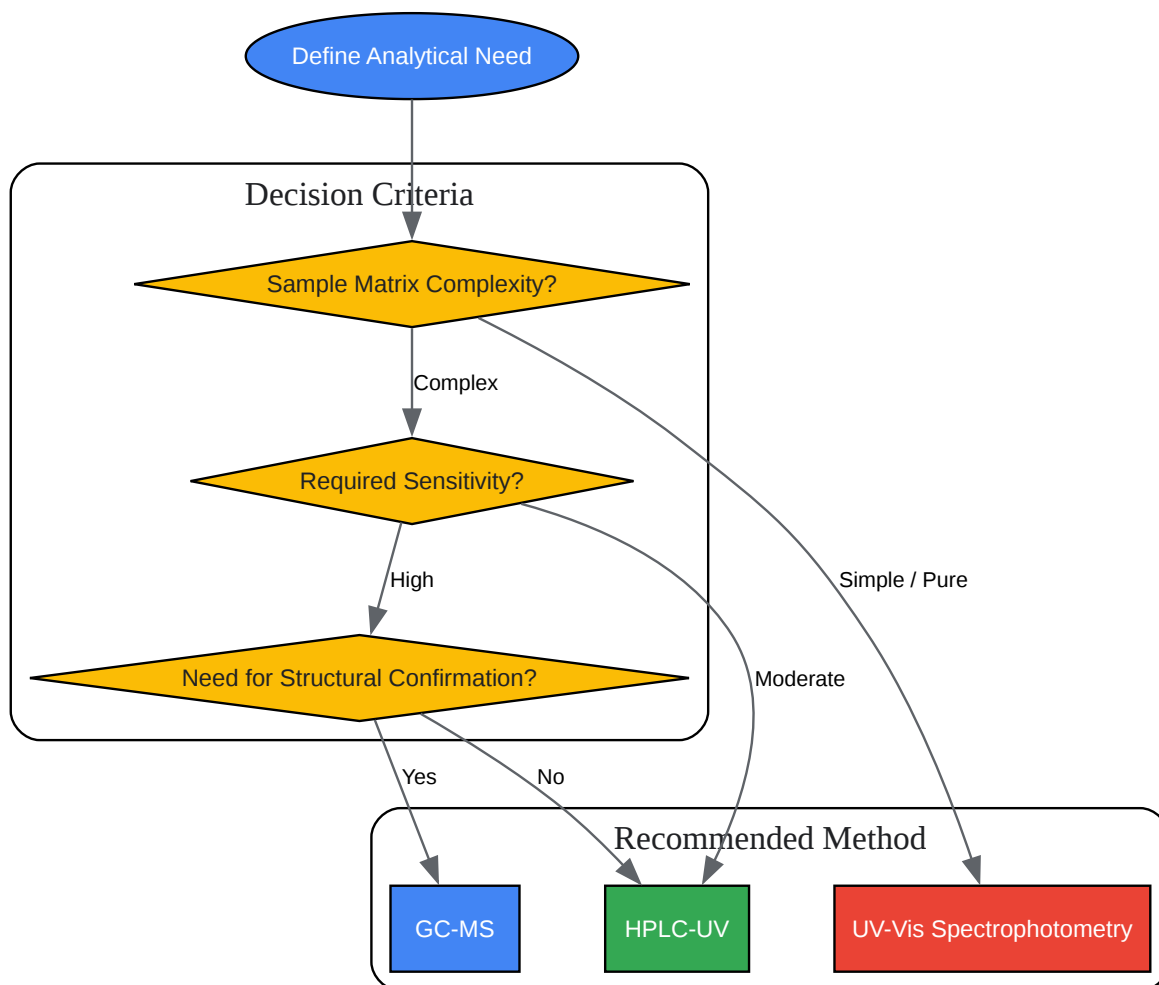 Define Analytical Need
Decision Criteria
Sample Matrix Complexity?
Complex
Required Sensitivity?
High
Simple / Pure
Need for Structural Confirmation?
Moderate
Yes
No
Recommended Method
GC-MS
HPLC-UV
UV-Vis Spectrophotometry